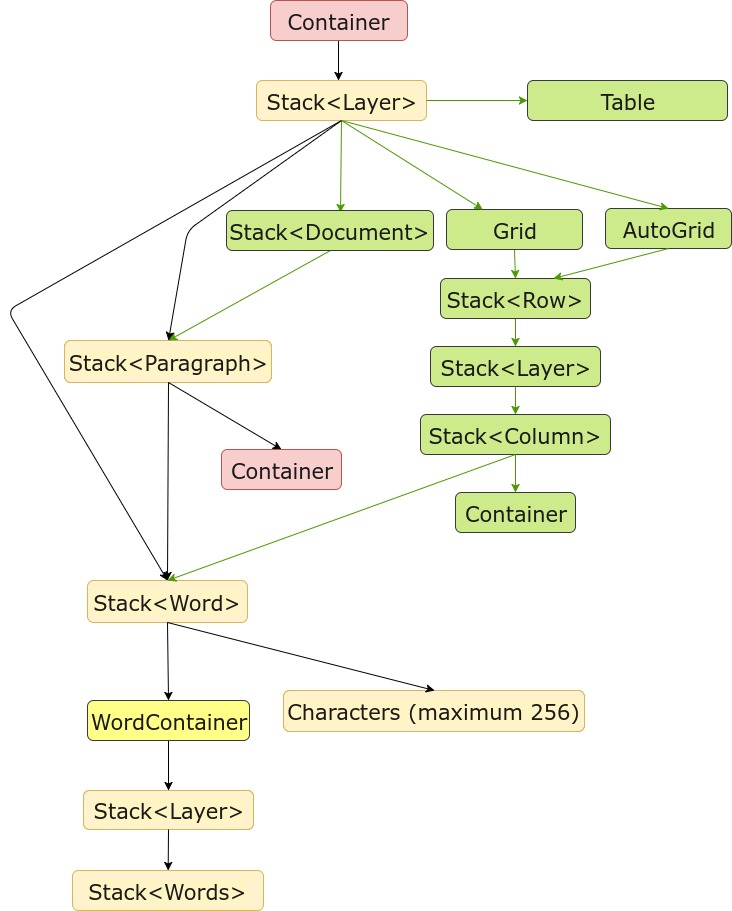 Container
Stack<Layer>
Table
Stack<Document>
Grid
AutoGrid
Stack<Row>
Stack<Paragraph>
Stack<Layer>
Stack<Column>
Container
Container
Stack<Word>
Characters (maximum 256)
WordContainer
Stack<Layer>
Stack<Words>